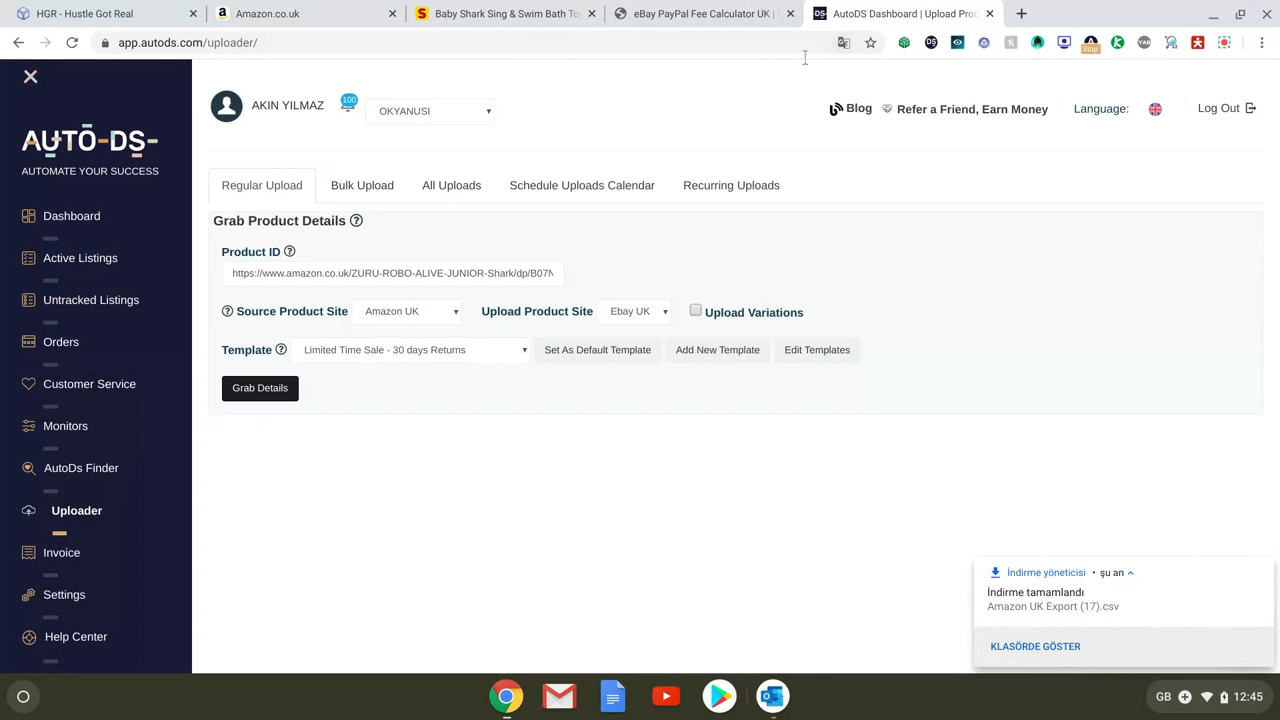 HGR - Hustle Got Real
Amazon.co.uk
Baby Shark Sing & Swim Bath To
eBay PayPal Fee Calculator UK |
AutoDS Dashboard | Upload Prod
app.autods.com/uploader/
Stop
AUTO-DS-
AUTOMATE YOUR SUCCESS
Dashboard
Active Listings
Untracked Listings
Orders
Customer Service
Monitors
AutoDs Finder
Uploader
Invoice
Settings
Help Center
AKIN YILMAZ
100
OKYANUSI
Blog
Refer a Friend, Earn Money
Language:
Log Out
Regular Upload
Bulk Upload
All Uploads
Schedule Uploads Calendar
Recurring Uploads
Grab Product Details
Product ID
https://www.amazon.co.uk/ZURU-ROBO-ALIVE-JUNIOR-Shark/dp/B07N
Source Product Site
Amazon UK
Upload Product Site
Ebay UK
Upload Variations
Template
Limited Time Sale - 30 days Returns
Set As Default Template
Add New Template
Edit Templates
Grab Details
İndirme yöneticisi • şu an
İndirme tamamlandı
Amazon UK Export (17).csv
KLASÖRDE GÖSTER
GB
12:45